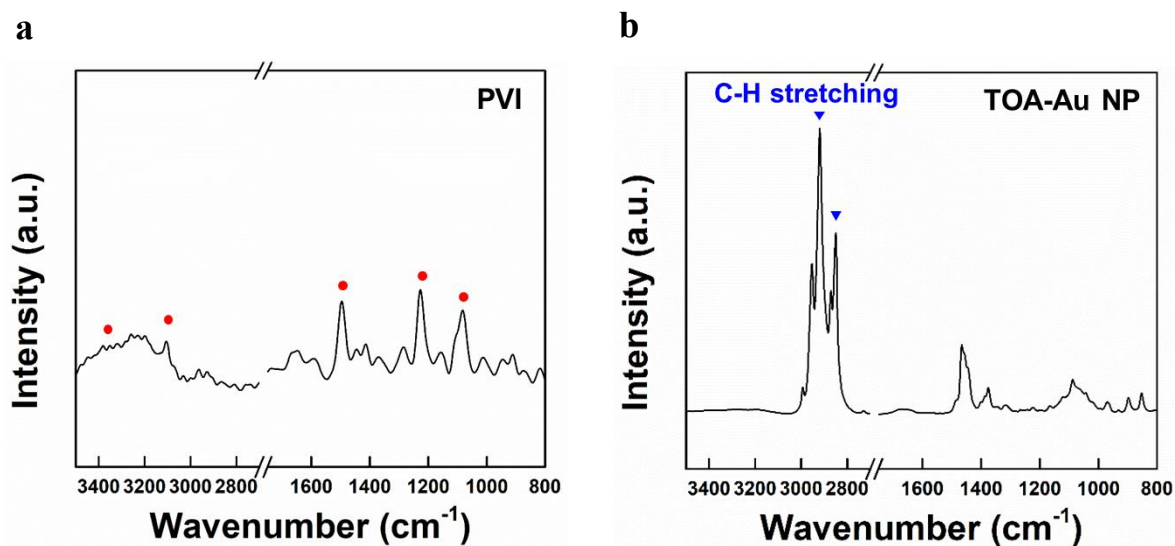 a
PVI
Intensity (a.u.)
3400 3200 3000 2800 1600 1400 1200 1000 800
Wavenumber (cm⁻¹)
b
C-H stretching
TOA-Au NP
Intensity (a.u.)
3400 3200 3000 2800 1600 1400 1200 1000 800
Wavenumber (cm⁻¹)